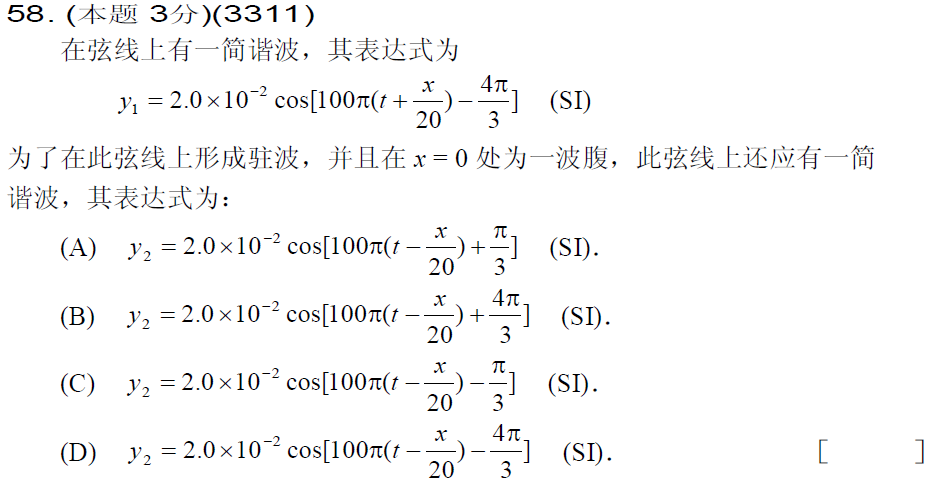 58. (本题 3分)(3311)
在弦线上有一简谐波，其表达式为
y₁ = 2.0×10⁻² cos[100π(t + x/20) − 4π/3] (SI)
为了在此弦线上形成驻波，并且在 x = 0 处为一波腹，此弦线上还应有一简
谐波，其表达式为：
(A) y₂ = 2.0×10⁻² cos[100π(t − x/20) + π/3] (SI).
(B) y₂ = 2.0×10⁻² cos[100π(t − x/20) + 4π/3] (SI).
(C) y₂ = 2.0×10⁻² cos[100π(t − x/20) − π/3] (SI).
(D) y₂ = 2.0×10⁻² cos[100π(t − x/20) − 4π/3] (SI). [ ]